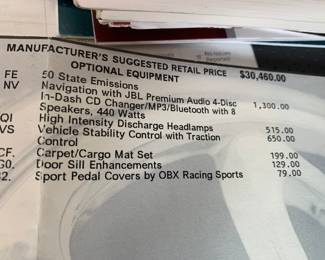 MANUFACTURER'S SUGGESTED RETAIL PRICE $30,460.00
OPTIONAL EQUIPMENT
FE 50 State Emissions
NV Navigation with JBL Premium Audio 4-Disc
In-Dash CD Changer/MP3/Bluetooth with 8 1,300.00
Speakers, 440 Watts
QI High Intensity Discharge Headlamps 515.00
VS Vehicle Stability Control with Traction 650.00
Control
CF. Carpet/Cargo Mat Set 199.00
G0. Door Sill Enhancements 129.00
32. Sport Pedal Covers by OBX Racing Sports 79.00